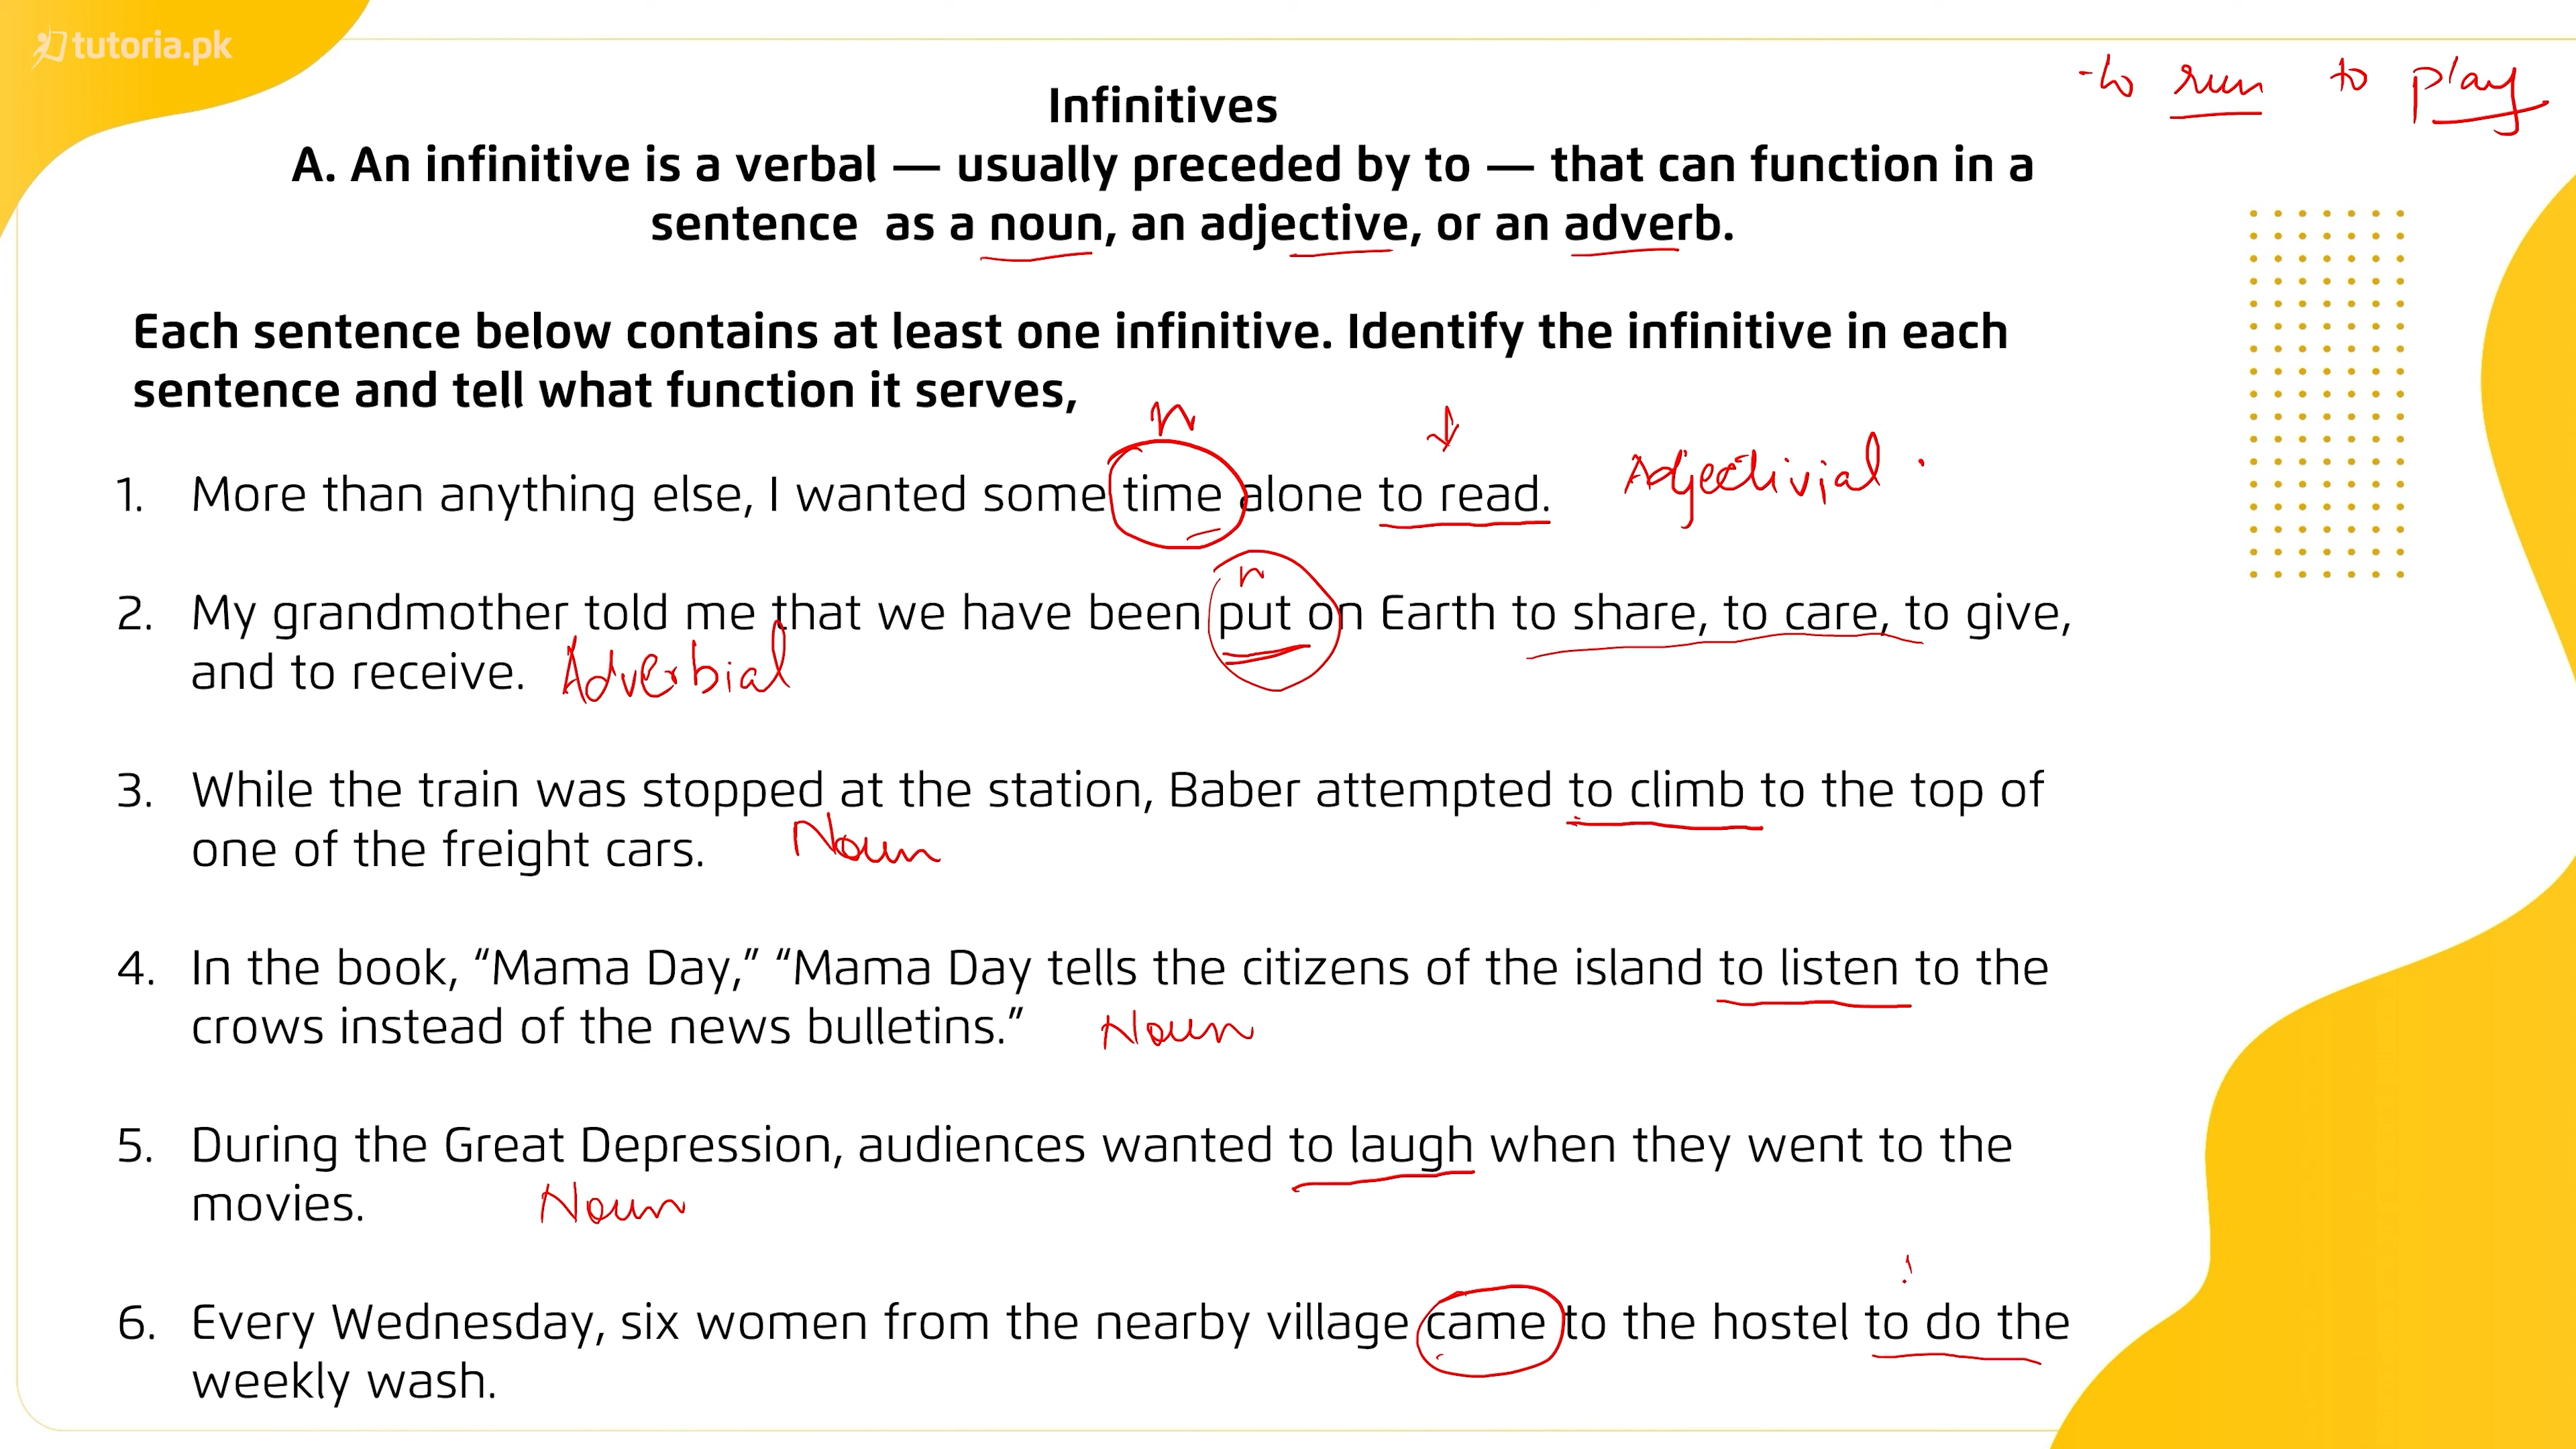 tutoria.pk
-to run to play
Infinitives
A. An infinitive is a verbal — usually preceded by to — that can function in a
sentence as a noun, an adjective, or an adverb.
Each sentence below contains at least one infinitive. Identify the infinitive in each
sentence and tell what function it serves,
n
1. More than anything else, I wanted some time alone to read. Adjectivial .
n
2. My grandmother told me that we have been put on Earth to share, to care, to give,
and to receive. Adverbial
3. While the train was stopped at the station, Baber attempted to climb to the top of
one of the freight cars. Noun
4. In the book, “Mama Day,” “Mama Day tells the citizens of the island to listen to the
crows instead of the news bulletins.” Noun
5. During the Great Depression, audiences wanted to laugh when they went to the
movies. Noun
6. Every Wednesday, six women from the nearby village came to the hostel to do the
weekly wash.